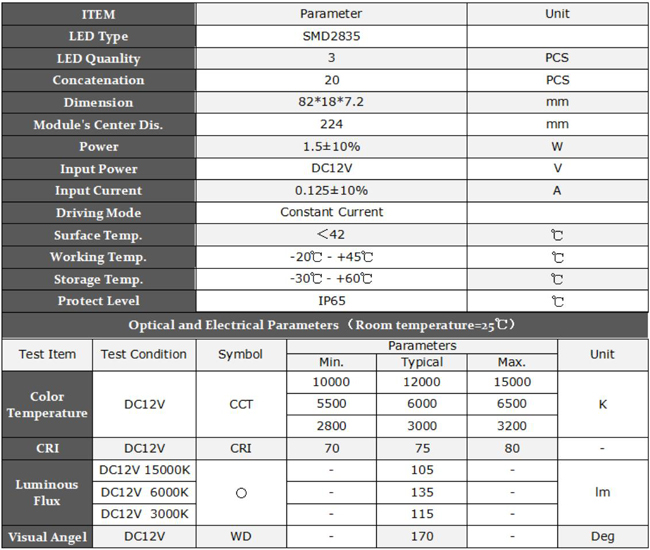 ITEM Parameter Unit
LED Type SMD2835
LED Quanlity 3 PCS
Concatenation 20 PCS
Dimension 82*18*7.2 mm
Module's Center Dis. 224 mm
Power 1.5±10% W
Input Power DC12V V
Input Current 0.125±10% A
Driving Mode Constant Current
Surface Temp. ＜42 ℃
Working Temp. -20℃ - +45℃ ℃
Storage Temp. -30℃ - +60℃ ℃
Protect Level IP65 ℃
Optical and Electrical Parameters（Room temperature=25℃）
Test Item Test Condition Symbol Parameters Unit
Min. Typical Max.
Color Temperature DC12V CCT 10000 12000 15000 K
5500 6000 6500
2800 3000 3200
CRI DC12V CRI 70 75 80 -
Luminous Flux DC12V 15000K ○ - 105 - lm
DC12V 6000K - 135 -
DC12V 3000K - 115 -
Visual Angel DC12V WD - 170 - Deg